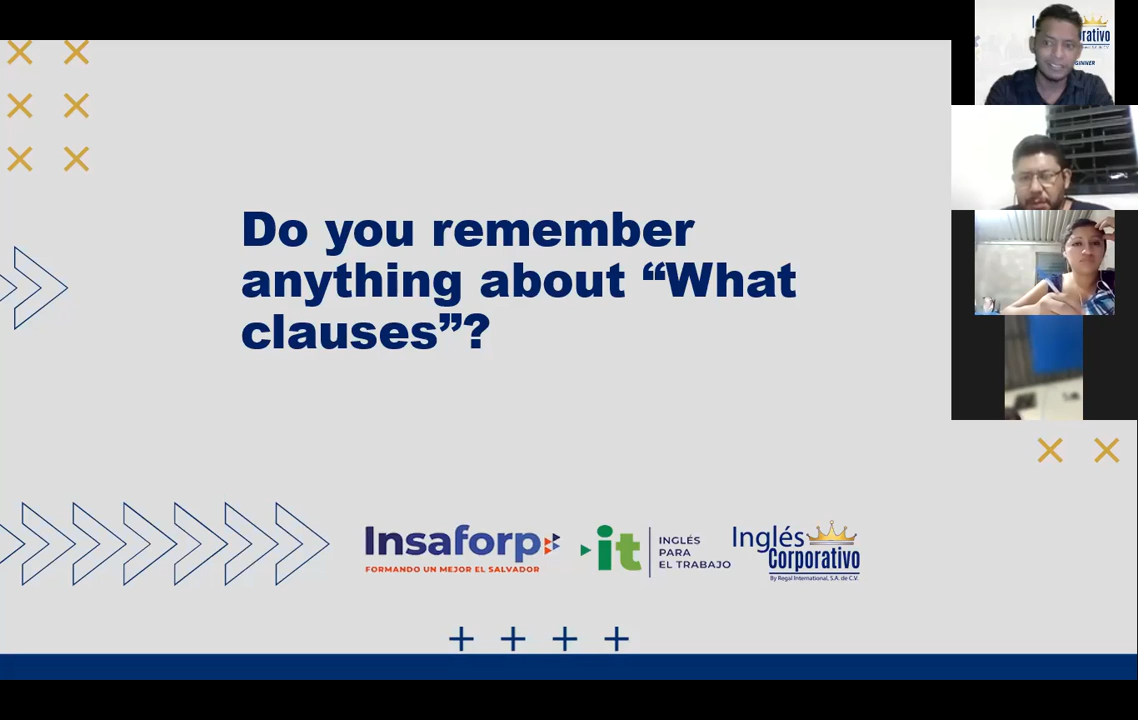 Do you remember
anything about “What
clauses”?
Insaforp
FORMANDO UN MEJOR EL SALVADOR
it
INGLÉS
PARA
EL TRABAJO
Inglés
Corporativo
By Regal International, S.A. de C.V.